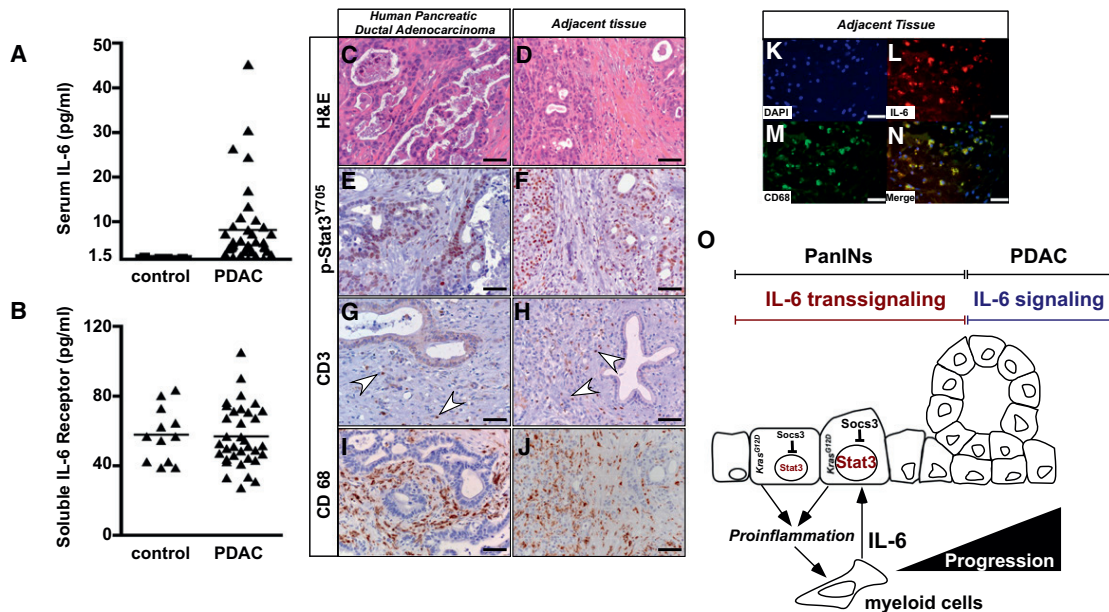 A
Serum IL-6 (pg/ml)
50
40
30
20
10
1.5
control PDAC
B
Soluble IL-6 Receptor (pg/ml)
120
80
60
40
0
control PDAC
Human Pancreatic
Ductal Adenocarcinoma
Adjacent tissue
H&E
C
D
p-Stat3Y705
E
F
CD3
G
H
CD 68
I
J
Adjacent Tissue
K
DAPI
L
IL-6
M
CD68
N
Merge
O
PanINs
PDAC
IL-6 transsignaling
IL-6 signaling
KrasG12D
Socs3
Stat3
KrasG12D
Socs3
Stat3
Proinflammation
IL-6
Progression
myeloid cells